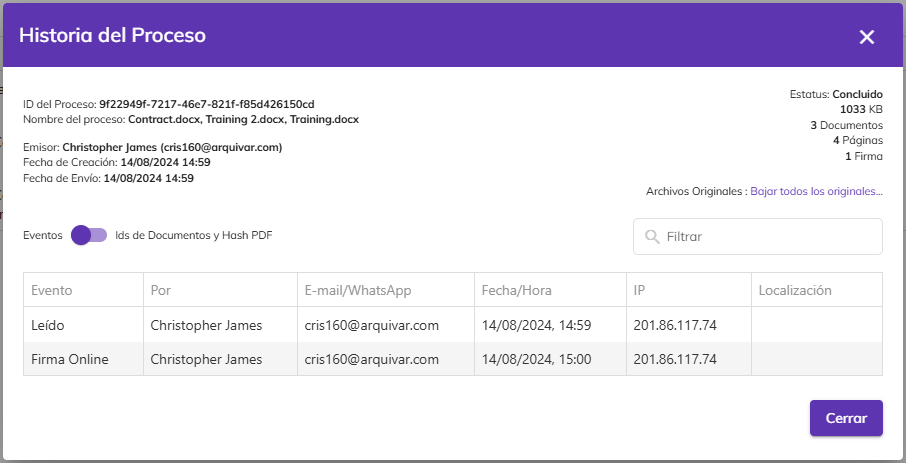 Historia del Proceso
ID del Proceso: 9f22949f-7217-46e7-821f-f85d426150cd
Nombre del proceso: Contract.docx, Training 2.docx, Training.docx
Emisor: Christopher James (cris160@arquivar.com)
Fecha de Creación: 14/08/2024 14:59
Fecha de Envío: 14/08/2024 14:59
Estatus: Concluido
1033 KB
3 Documentos
4 Páginas
1 Firma
Archivos Originales : Bajar todos los originales...
Eventos Ids de Documentos y Hash PDF
Filtrar
Evento Por E-mail/WhatsApp Fecha/Hora IP Localización
Leído Christopher James cris160@arquivar.com 14/08/2024, 14:59 201.86.117.74
Firma Online Christopher James cris160@arquivar.com 14/08/2024, 15:00 201.86.117.74
Cerrar